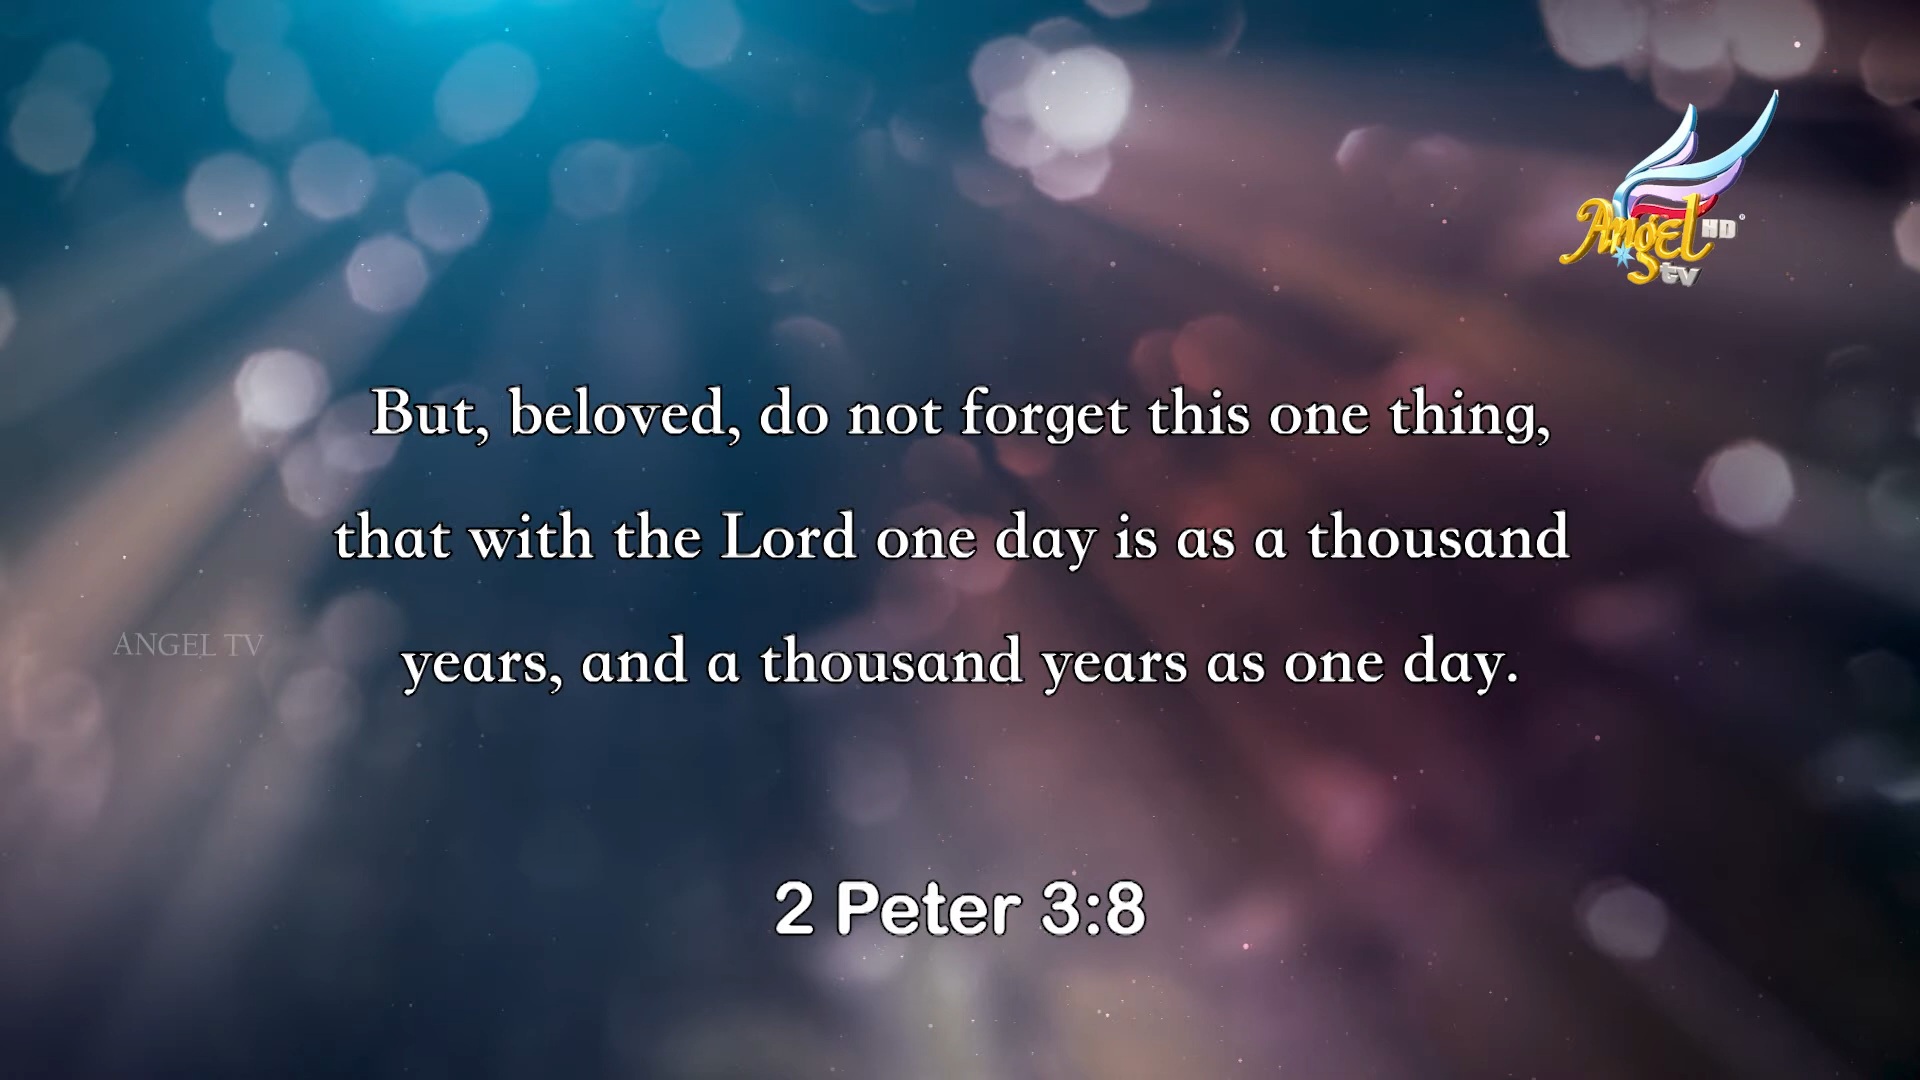 Angel HD
tv
But, beloved, do not forget this one thing,
that with the Lord one day is as a thousand
years, and a thousand years as one day.
ANGEL TV
2 Peter 3:8